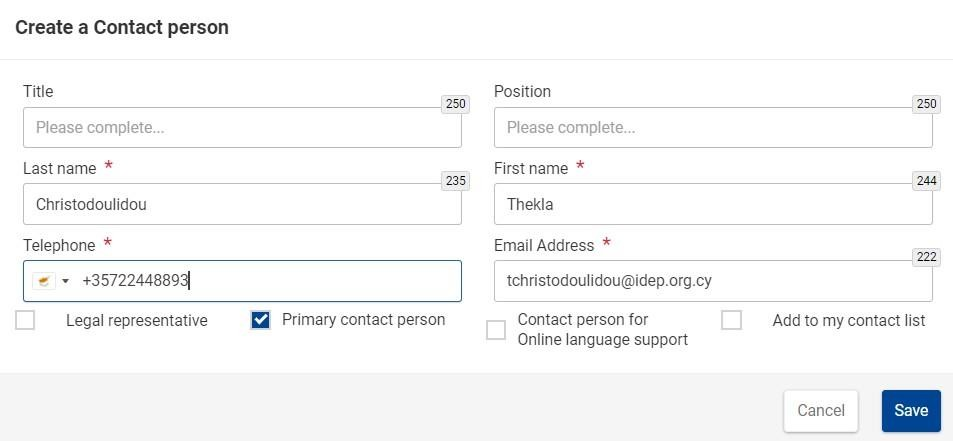 Create a Contact person
Title
250
Please complete...
Position
250
Please complete...
Last name *
235
Christodoulidou
First name *
244
Thekla
Telephone *
+35722448893
Email Address *
222
tchristodoulidou@idep.org.cy
Legal representative
Primary contact person
Contact person for
Online language support
Add to my contact list
Cancel
Save